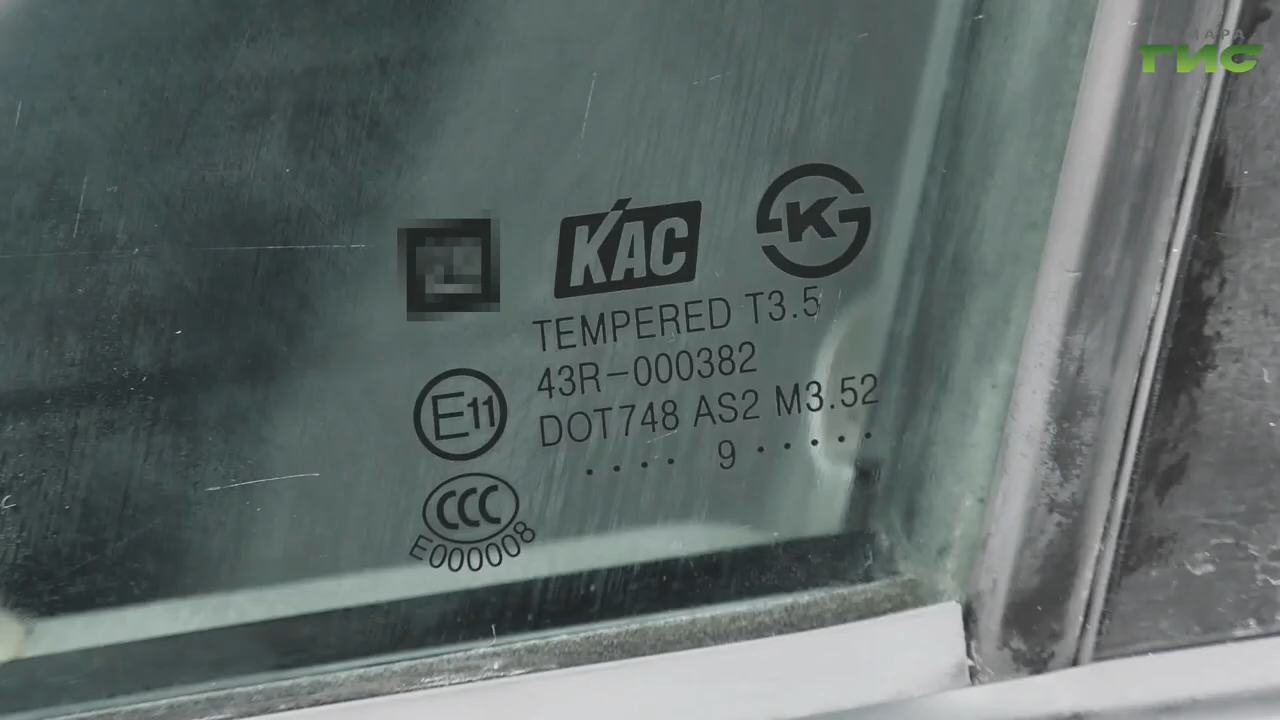 ГИС
KAC
K
TEMPERED T3.5
43R-000382
DOT748 AS2 M3.52
.... 9 .....
E11
CCC
E000008